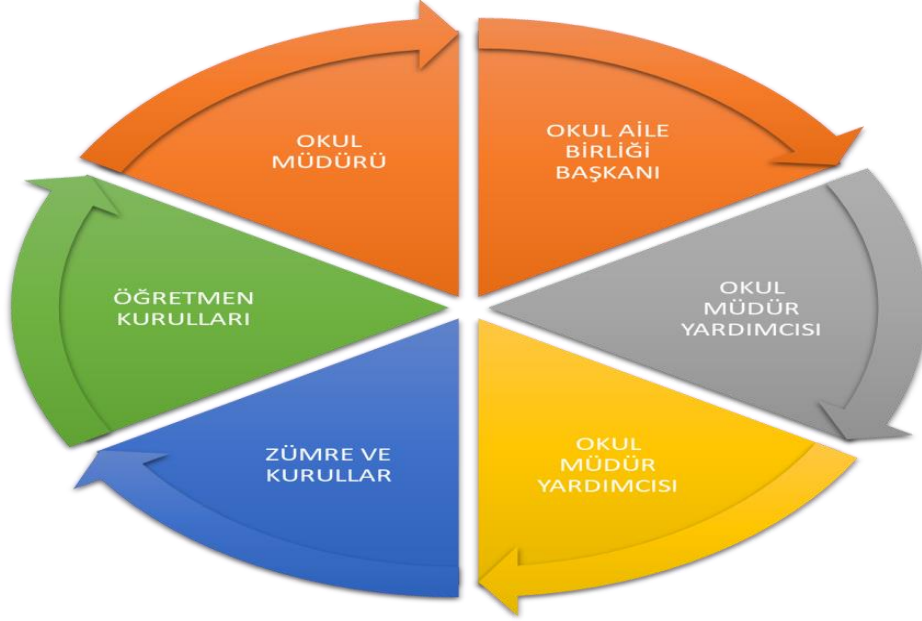 OKUL
MÜDÜRÜ
OKUL AİLE
BİRLİĞİ
BAŞKANI
OKUL
MÜDÜR
YARDIMCISI
OKUL
MÜDÜR
YARDIMCISI
ZÜMRE VE
KURULLAR
ÖĞRETMEN
KURULLARI